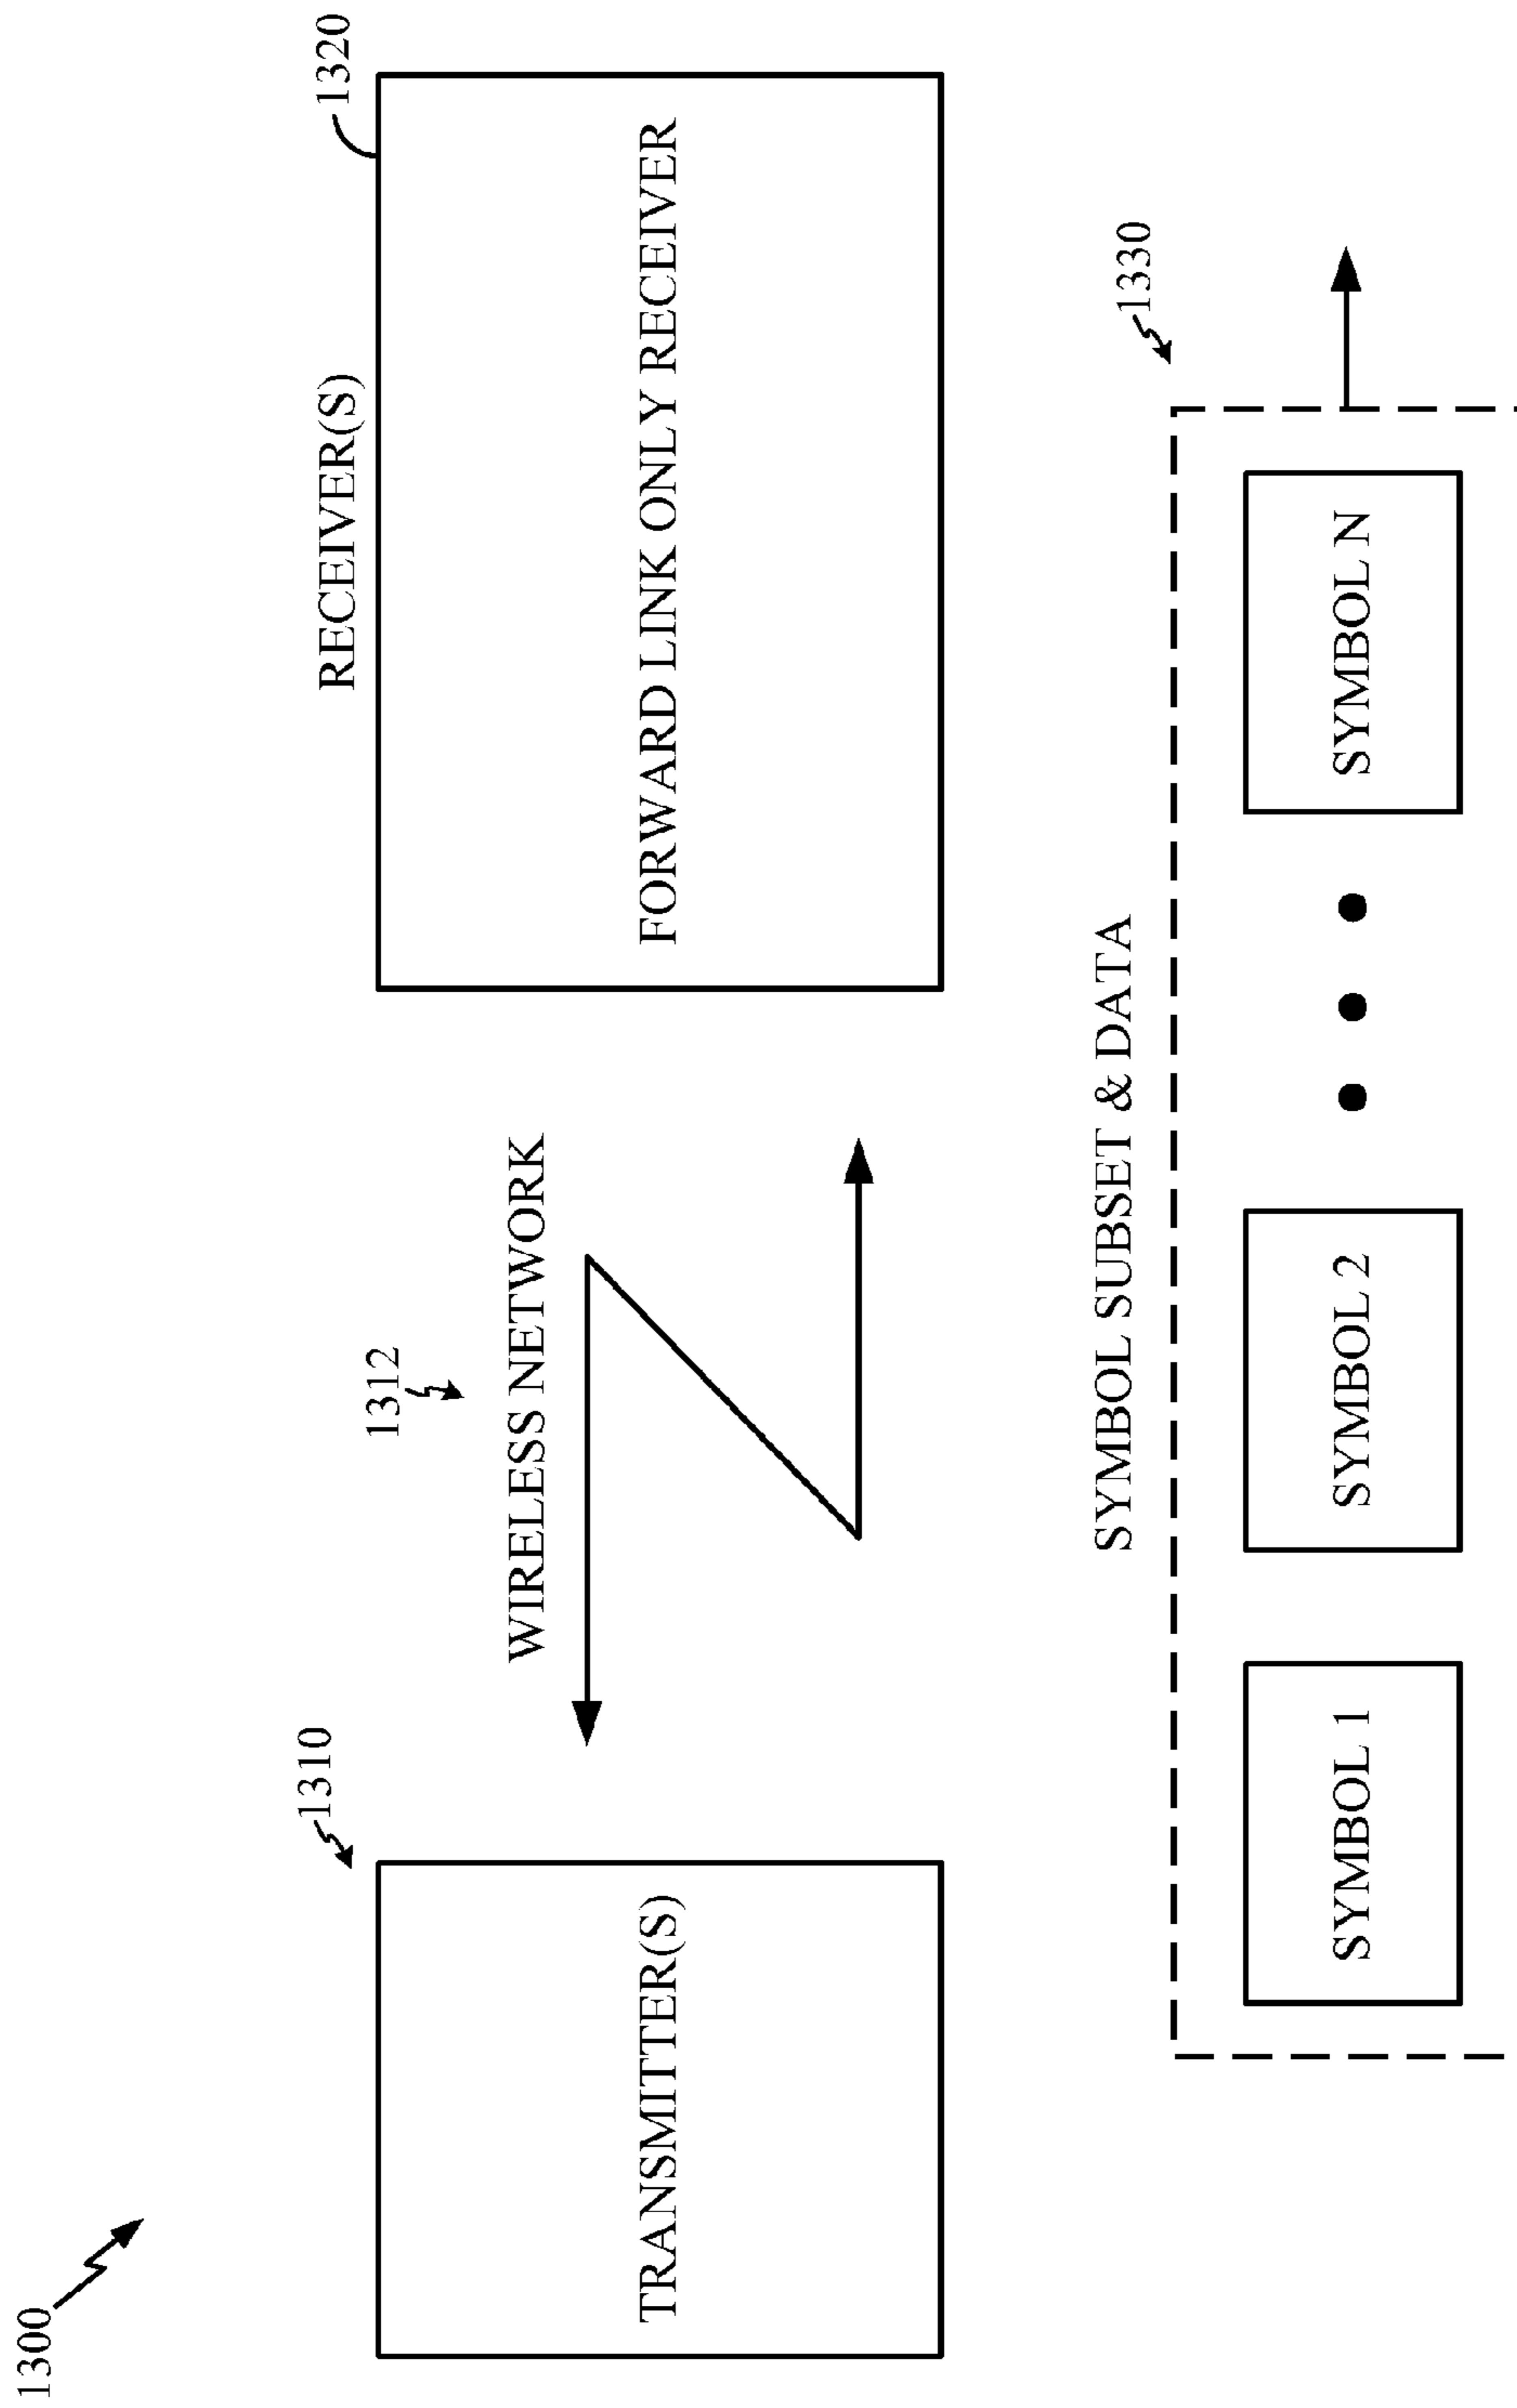 1300
RECEIVER(S)
1320
1310
1312
WIRELESS NETWORK
TRANSMITTER(S)
FORWARD LINK ONLY RECEIVER
SYMBOL SUBSET & DATA
1330
SYMBOL 1
SYMBOL 2
SYMBOL N